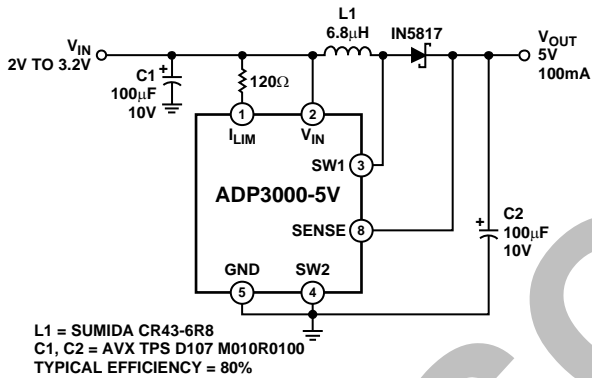 L1
6.8µH
IN5817
VIN
2V TO 3.2V
VOUT
5V
100mA
C1
100µF
10V
+
120Ω
1
2
ILIM
VIN
SW1
3
ADP3000-5V
SENSE
8
C2
100µF
10V
+
GND
SW2
5
4
L1 = SUMIDA CR43-6R8
C1, C2 = AVX TPS D107 M010R0100
TYPICAL EFFICIENCY = 80%